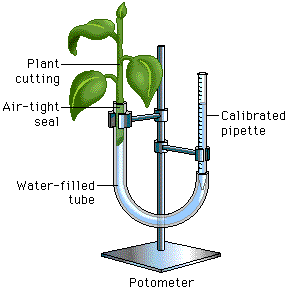 Plant
cutting
Air-tight
seal
Calibrated
pipette
Water-filled
tube
Potometer